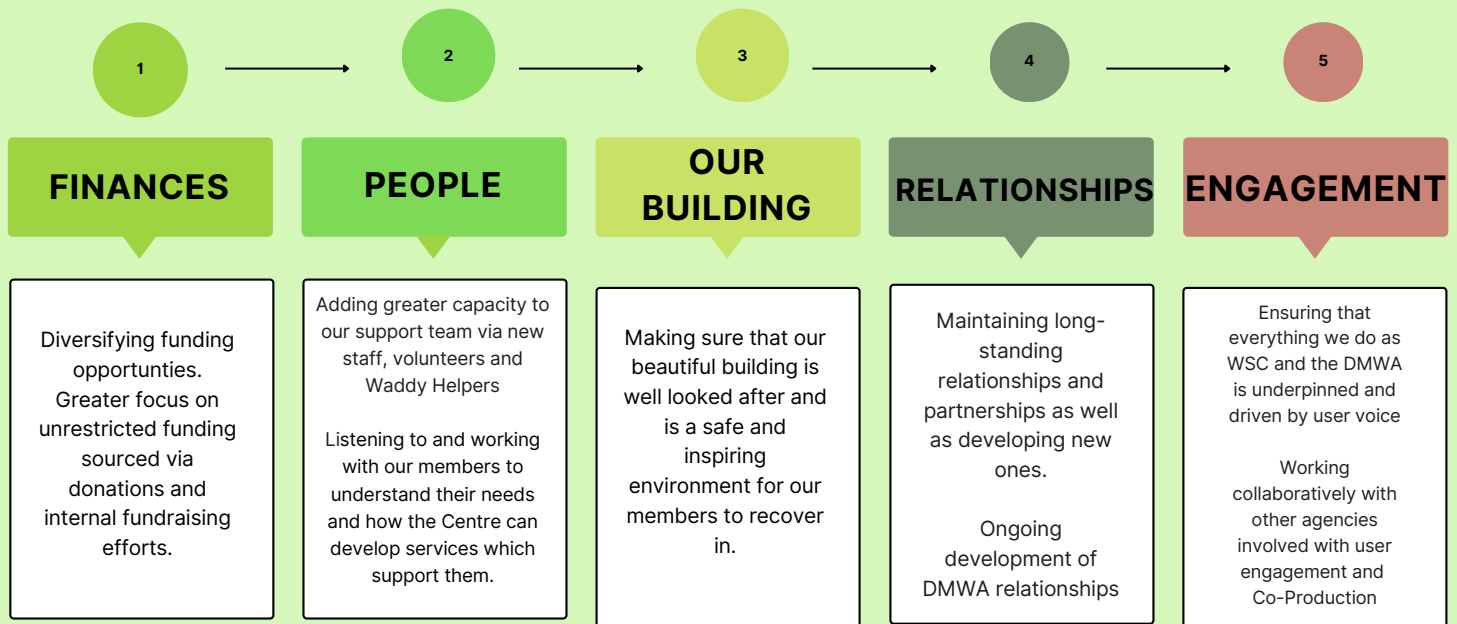 1
2
3
4
5
FINANCES
PEOPLE
OUR
BUILDING
RELATIONSHIPS
ENGAGEMENT
Diversifying funding
opportunties.
Greater focus on
unrestricted funding
sourced via
donations and
internal fundraising
efforts.
Adding greater capacity to
our support team via new
staff, volunteers and
Waddy Helpers
Listening to and working
with our members to
understand their needs
and how the Centre can
develop services which
support them.
Making sure that our
beautiful building is
well looked after and
is a safe and
inspiring
environment for our
members to recover
in.
Maintaining long-
standing
relationships and
partnerships as well
as developing new
ones.
Ongoing
development of
DMWA relationships
Ensuring that
everything we do as
WSC and the DMWA
is underpinned and
driven by user voice
Working
collaboratively with
other agencies
involved with user
engagement and
Co-Production